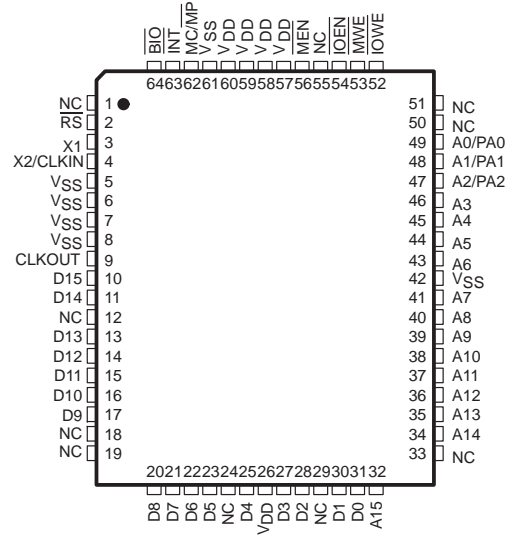 BIO INT MC/MP VSS VDD VDD VDD VDD MEN NC IOEN MWE IOWE
64 63 62 61 60 59 58 57 56 55 54 53 52
NC 1 51 NC
RS 2 50 NC
X1 3 49 A0/PA0
X2/CLKIN 4 48 A1/PA1
VSS 5 47 A2/PA2
VSS 6 46 A3
VSS 7 45 A4
VSS 8 44 A5
CLKOUT 9 43 A6
D15 10 42 VSS
D14 11 41 A7
NC 12 40 A8
D13 13 39 A9
D12 14 38 A10
D11 15 37 A11
D10 16 36 A12
D9 17 35 A13
NC 18 34 A14
NC 19 33 NC
20 21 22 23 24 25 26 27 28 29 30 31 32
D8 D7 D6 D5 NC D4 VDD D3 D2 NC D1 D0 A15